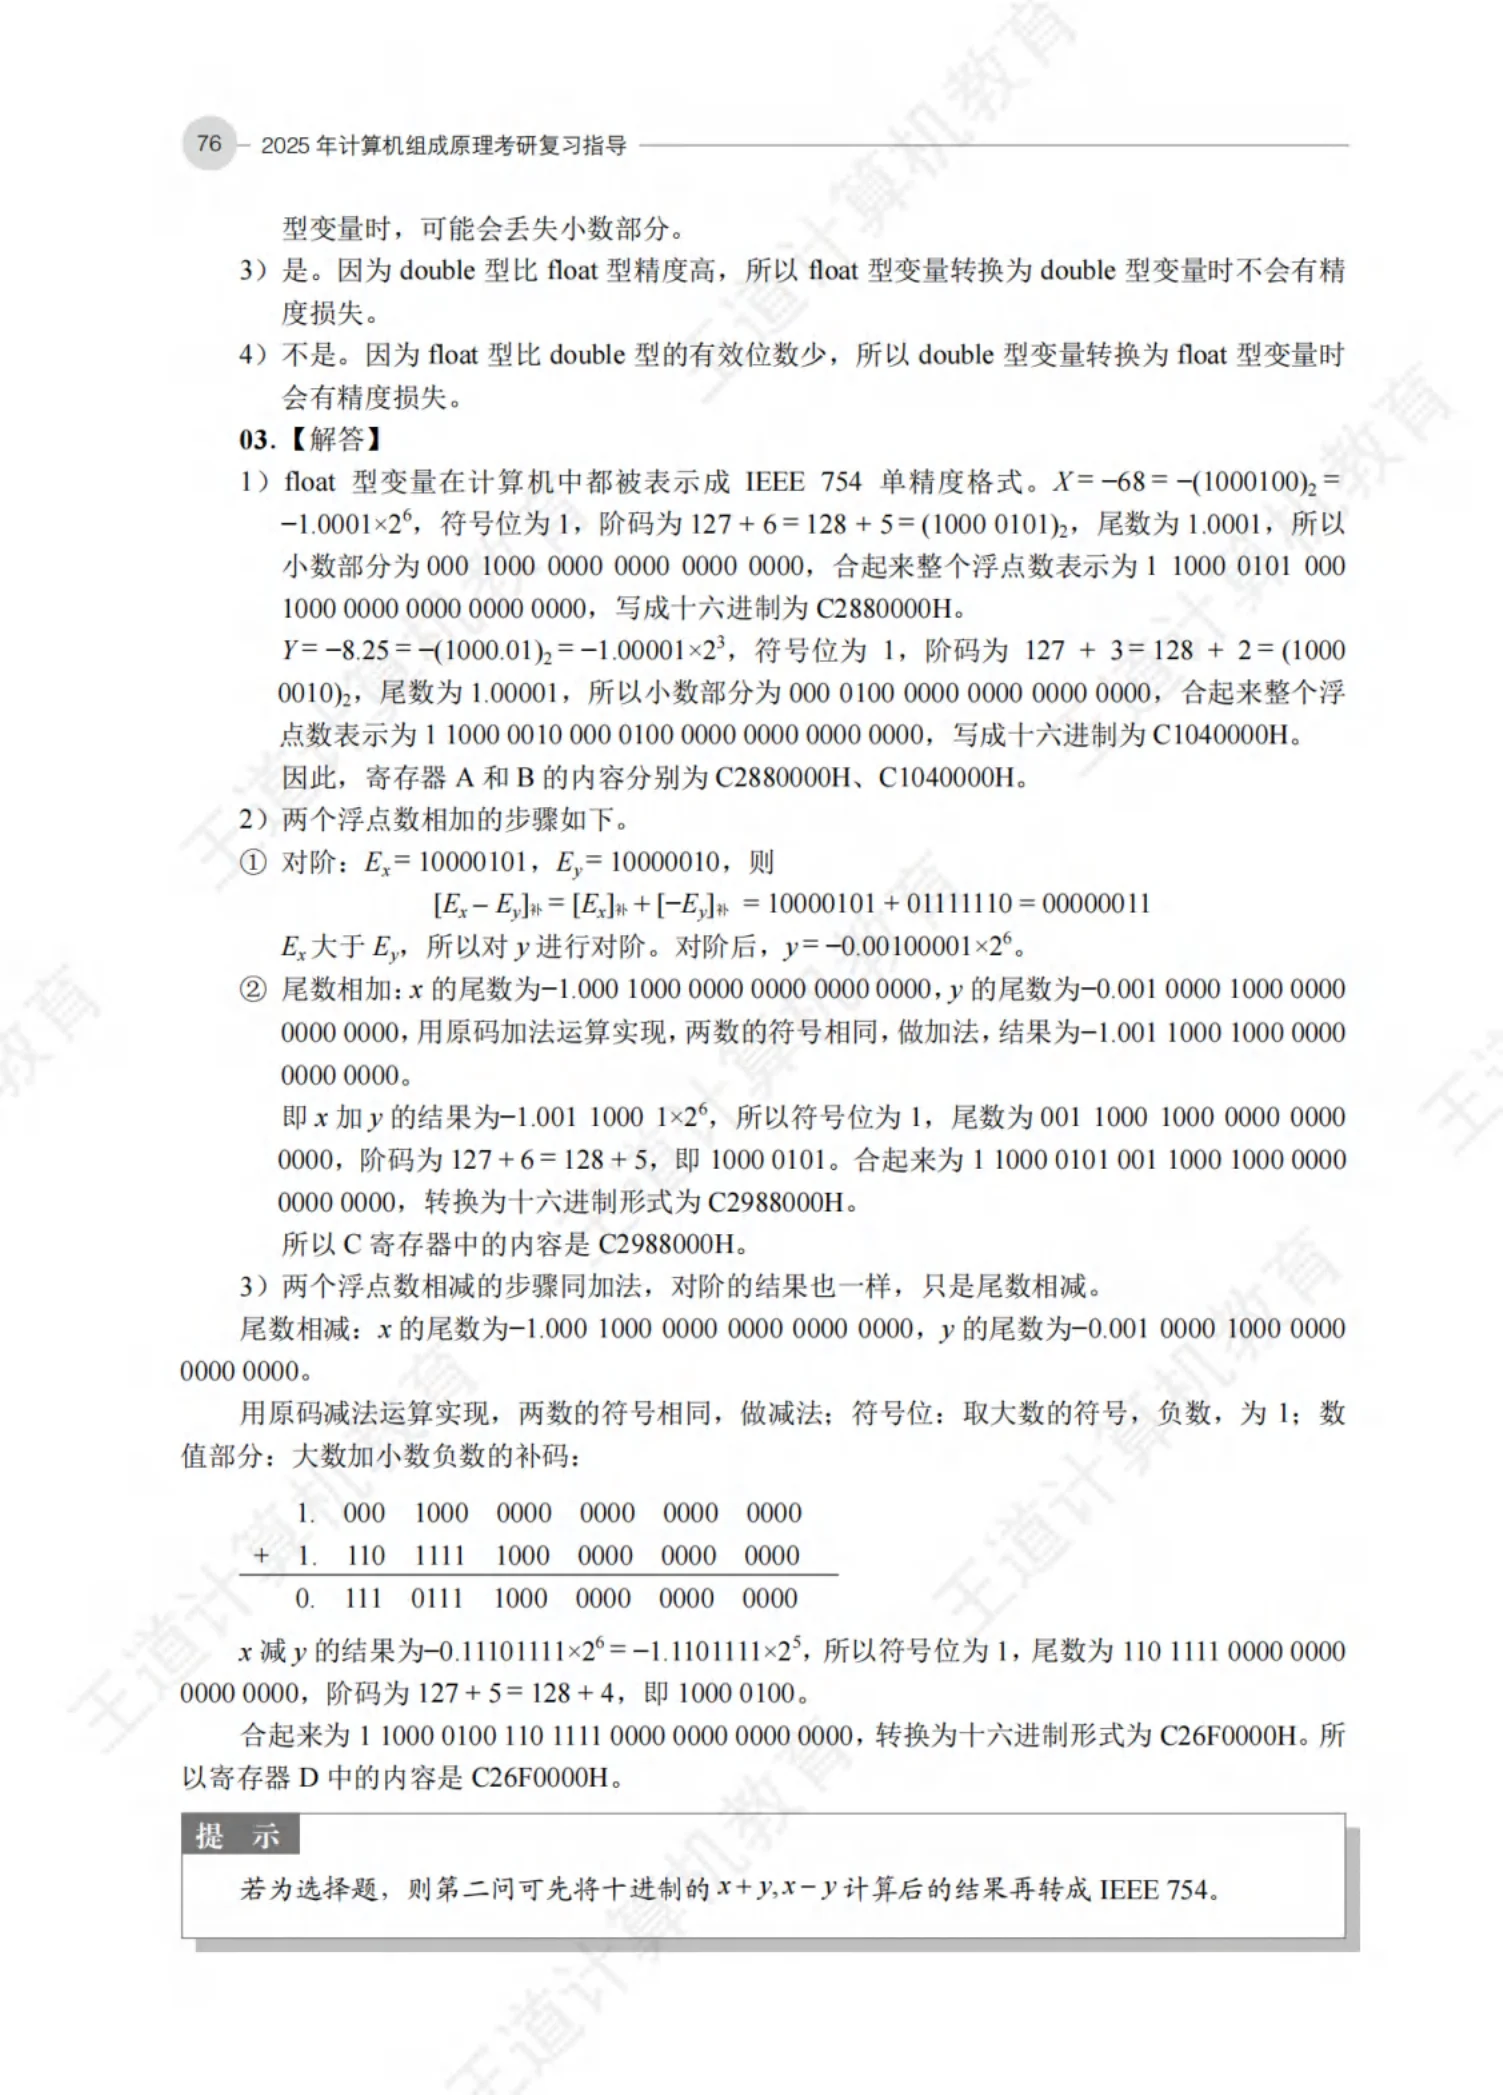 76
2025 年计算机组成原理考研复习指导
型变量时，可能会丢失小数部分。
3）是。因为 double 型比 float 型精度高，所以 float 型变量转换为 double 型变量时不会有精
度损失。
4）不是。因为 float 型比 double 型的有效位数少，所以 double 型变量转换为 float 型变量时
会有精度损失。
03.【解答】
1）float 型变量在计算机中都被表示成 IEEE 754 单精度格式。X = −68 = −(1000100)₂ =
−1.0001×2⁶，符号位为 1，阶码为 127 + 6 = 128 + 5 = (1000 0101)₂，尾数为 1.0001，所以
小数部分为 000 1000 0000 0000 0000 0000，合起来整个浮点数表示为 1 1000 0101 000
1000 0000 0000 0000 0000，写成十六进制为 C2880000H。
Y = −8.25 = −(1000.01)₂ = −1.00001×2³，符号位为 1，阶码为 127 + 3 = 128 + 2 = (1000
0010)₂，尾数为 1.00001，所以小数部分为 000 0100 0000 0000 0000 0000，合起来整个浮
点数表示为 1 1000 0010 000 0100 0000 0000 0000 0000，写成十六进制为 C1040000H。
因此，寄存器 A 和 B 的内容分别为 C2880000H、C1040000H。
2）两个浮点数相加的步骤如下。
① 对阶：Eₓ = 10000101，Eᵧ = 10000010，则
[Eₓ − Eᵧ]补 = [Eₓ]补 + [−Eᵧ]补 = 10000101 + 01111110 = 00000011
Eₓ 大于 Eᵧ，所以对 y 进行对阶。对阶后，y = −0.00100001×2⁶。
② 尾数相加：x 的尾数为−1.000 1000 0000 0000 0000 0000，y 的尾数为−0.001 0000 1000 0000
0000 0000，用原码加法运算实现，两数的符号相同，做加法，结果为−1.001 1000 1000 0000
0000 0000。
即 x 加 y 的结果为−1.001 1000 1×2⁶，所以符号位为 1，尾数为 001 1000 1000 0000 0000
0000，阶码为 127 + 6 = 128 + 5，即 1000 0101。合起来为 1 1000 0101 001 1000 1000 0000
0000 0000，转换为十六进制形式为 C2988000H。
所以 C 寄存器中的内容是 C2988000H。
3）两个浮点数相减的步骤同加法，对阶的结果也一样，只是尾数相减。
尾数相减：x 的尾数为−1.000 1000 0000 0000 0000 0000，y 的尾数为−0.001 0000 1000 0000
0000 0000。
用原码减法运算实现，两数的符号相同，做减法；符号位：取大数的符号，负数，为 1；数
值部分：大数加小数负数的补码：
1. 000 1000 0000 0000 0000 0000
+ 1. 110 1111 1000 0000 0000 0000
0. 111 0111 1000 0000 0000 0000
x 减 y 的结果为−0.11101111×2⁶ = −1.1101111×2⁵，所以符号位为 1，尾数为 110 1111 0000 0000
0000 0000，阶码为 127 + 5 = 128 + 4，即 1000 0100。
合起来为 1 1000 0100 110 1111 0000 0000 0000 0000，转换为十六进制形式为 C26F0000H。所
以寄存器 D 中的内容是 C26F0000H。
提 示
若为选择题，则第二问可先将十进制的 x + y, x − y 计算后的结果再转成 IEEE 754。
王道计算机教育